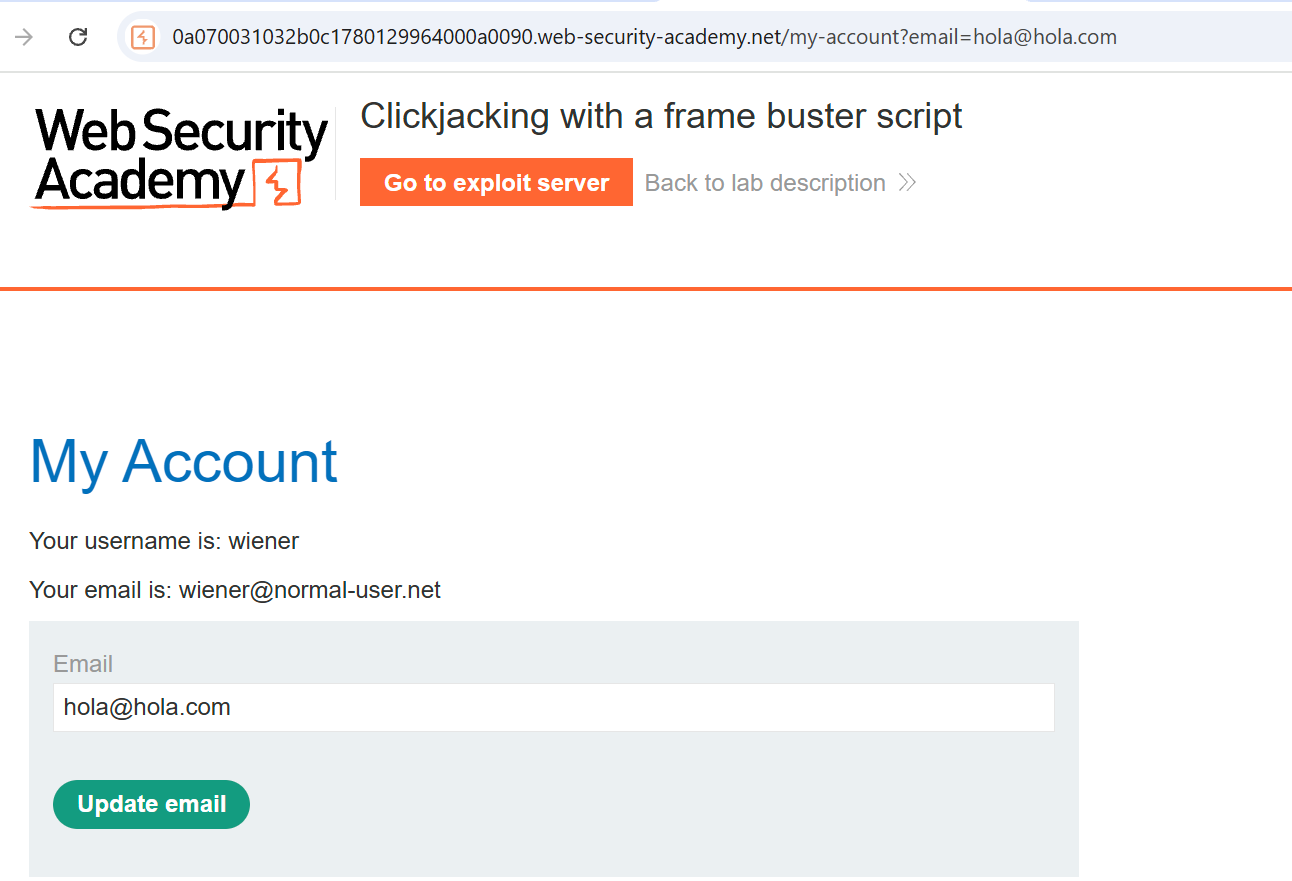 0a070031032b0c1780129964000a0090.web-security-academy.net/my-account?email=hola@hola.com
Web Security
Academy
Clickjacking with a frame buster script
Go to exploit server
Back to lab description
My Account
Your username is: wiener
Your email is: wiener@normal-user.net
Email
hola@hola.com
Update email